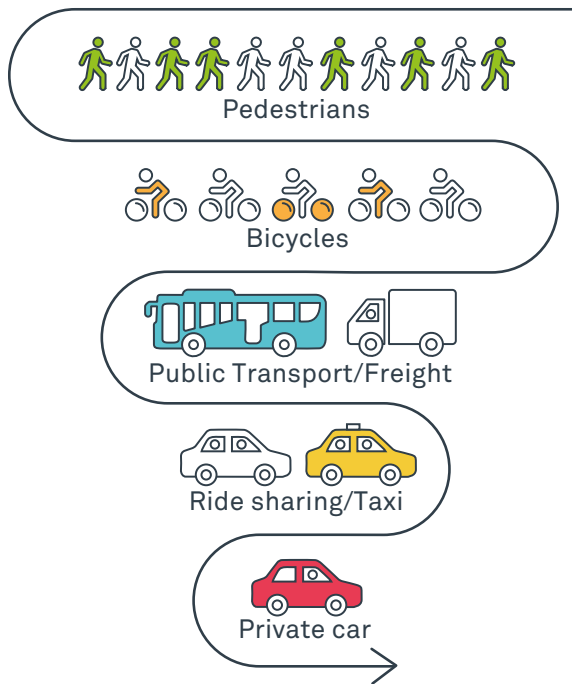 Pedestrians
Bicycles
Public Transport/Freight
Ride sharing/Taxi
Private car